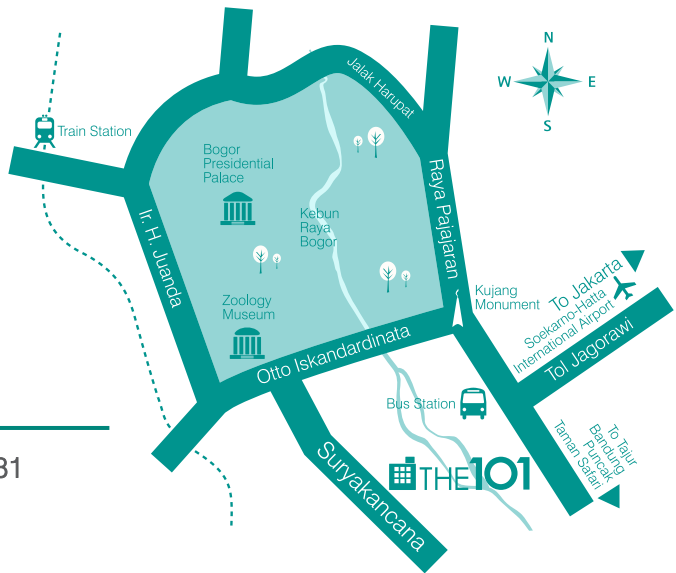 N
W
E
S
Jalak Harupat
Train Station
Bogor
Presidential
Palace
Raya Pajajaran
Kebun
Raya
Bogor
Ir. H. Juanda
Zoology
Museum
Kujang
Monument
To Jakarta
Soekarno-Hatta
International Airport
Tol Jagorawi
Otto Iskandardinata
Bus Station
To Tajur
Bandung
Puncak
Taman Safari
Suryakancana
THE101
31